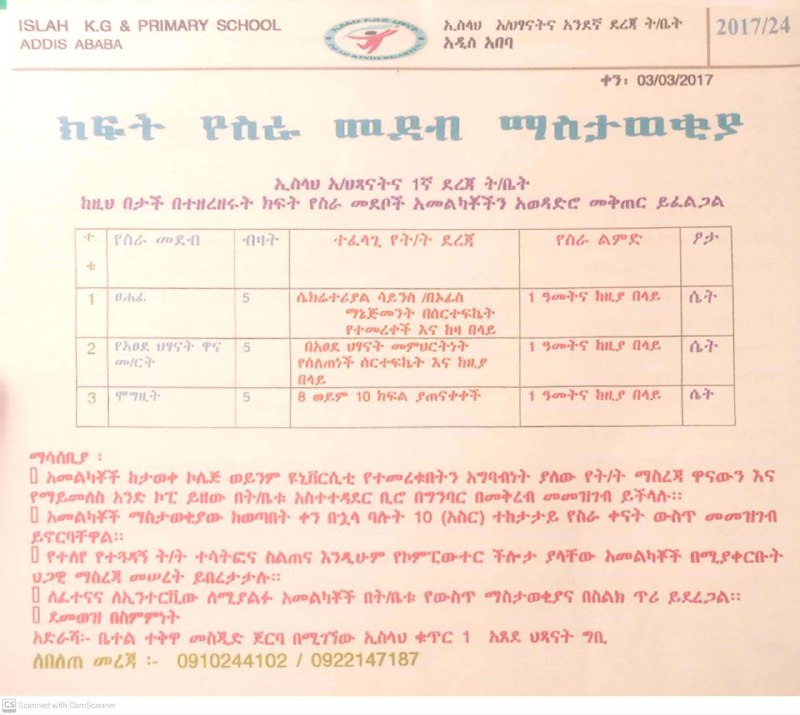 ISLAH K.G & PRIMARY SCHOOL
ADDIS ABABA
ኢስላህ አ/ህፃናትና አንደኛ ደረጃ ት/ቤት
አዲስ አበባ
2017/24
ቀን፡ 03/03/2017
ክፍት የስራ መደብ ማስታወቂያ
ኢስላህ አ/ህጻናትና 1ኛ ደረጃ ት/ቤት
ከዚህ በታች በተዘረዘሩት ክፍት የስራ መደቦች አመልካቾችን አወዳድሮ መቅጠር ይፈልጋል
ተ.ቁ የስራ መደብ ብዛት ተፈላጊ የት/ት ደረጃ የስራ ልምድ ፆታ
1 ፀሐፊ 5 ሴክሬተሪያል ሳይንስ /በኦፊስ 1 ዓመትና ከዚያ በላይ ሴት
ማኔጅመንት በሰርተፍኬት
የተመረቀች እና ከዛ በላይ
2 የአፀደ ህፃናት ዋና 5 በአፀደ ህፃናት መምህርትነት 1 ዓመትና ከዚያ በላይ ሴት
መ/ርት የሰለጠነች ሰርተፍኬት እና ከዚያ
በላይ
3 ሞግዚት 5 8 ወይም 10 ክፍል ያጠናቀቀች 1 ዓመትና ከዚያ በላይ ሴት
ማሳሰቢያ ፡
አመልካቾች ከታወቀ ኮሌጅ ወይንም ዩኒቨርሲቲ የተመረቁበትን አግባብነት ያለው የት/ት ማስረጃ ዋናውን እና
የማይመለስ አንድ ኮፒ ይዘው በት/ቤቱ አስተተዳደር ቢሮ በግንባር በመቅረብ መመዝገብ ይችላሉ፡፡
አመልካቾች ማስታወቂያው ከወጣበት ቀን በኋላ ባሉት 10 (አስር) ተከታታይ የስራ ቀናት ውስጥ መመዝገብ
ይኖርባቸዋል፡፡
የተለየ የተጓዳኝ ት/ት ተሳትፎና ስልጠና እንዲሁም የኮምፒውተር ችሎታ ያላቸው አመልካቾች በሚያቀርቡት
ህጋዊ ማስረጃ መሠረት ይበረታታሉ፡፡
ለፈተናና ለኢንተርቪው ለሚያልፉ አመልካቾች በት/ቤቱ የውስጥ ማስታወቂያና በስልክ ጥሪ ይደረጋል፡፡
ደመወዝ በስምምነት
አድራሻ፡- ቤተል ተቅዋ መስጂድ ጀርባ በሚገኘው ኢስላህ ቁጥር 1 አጸደ ህጻናት ግቢ
ለበለጠ መረጃ ፡- 0910244102 / 0922147187
CS Scanned with CamScanner